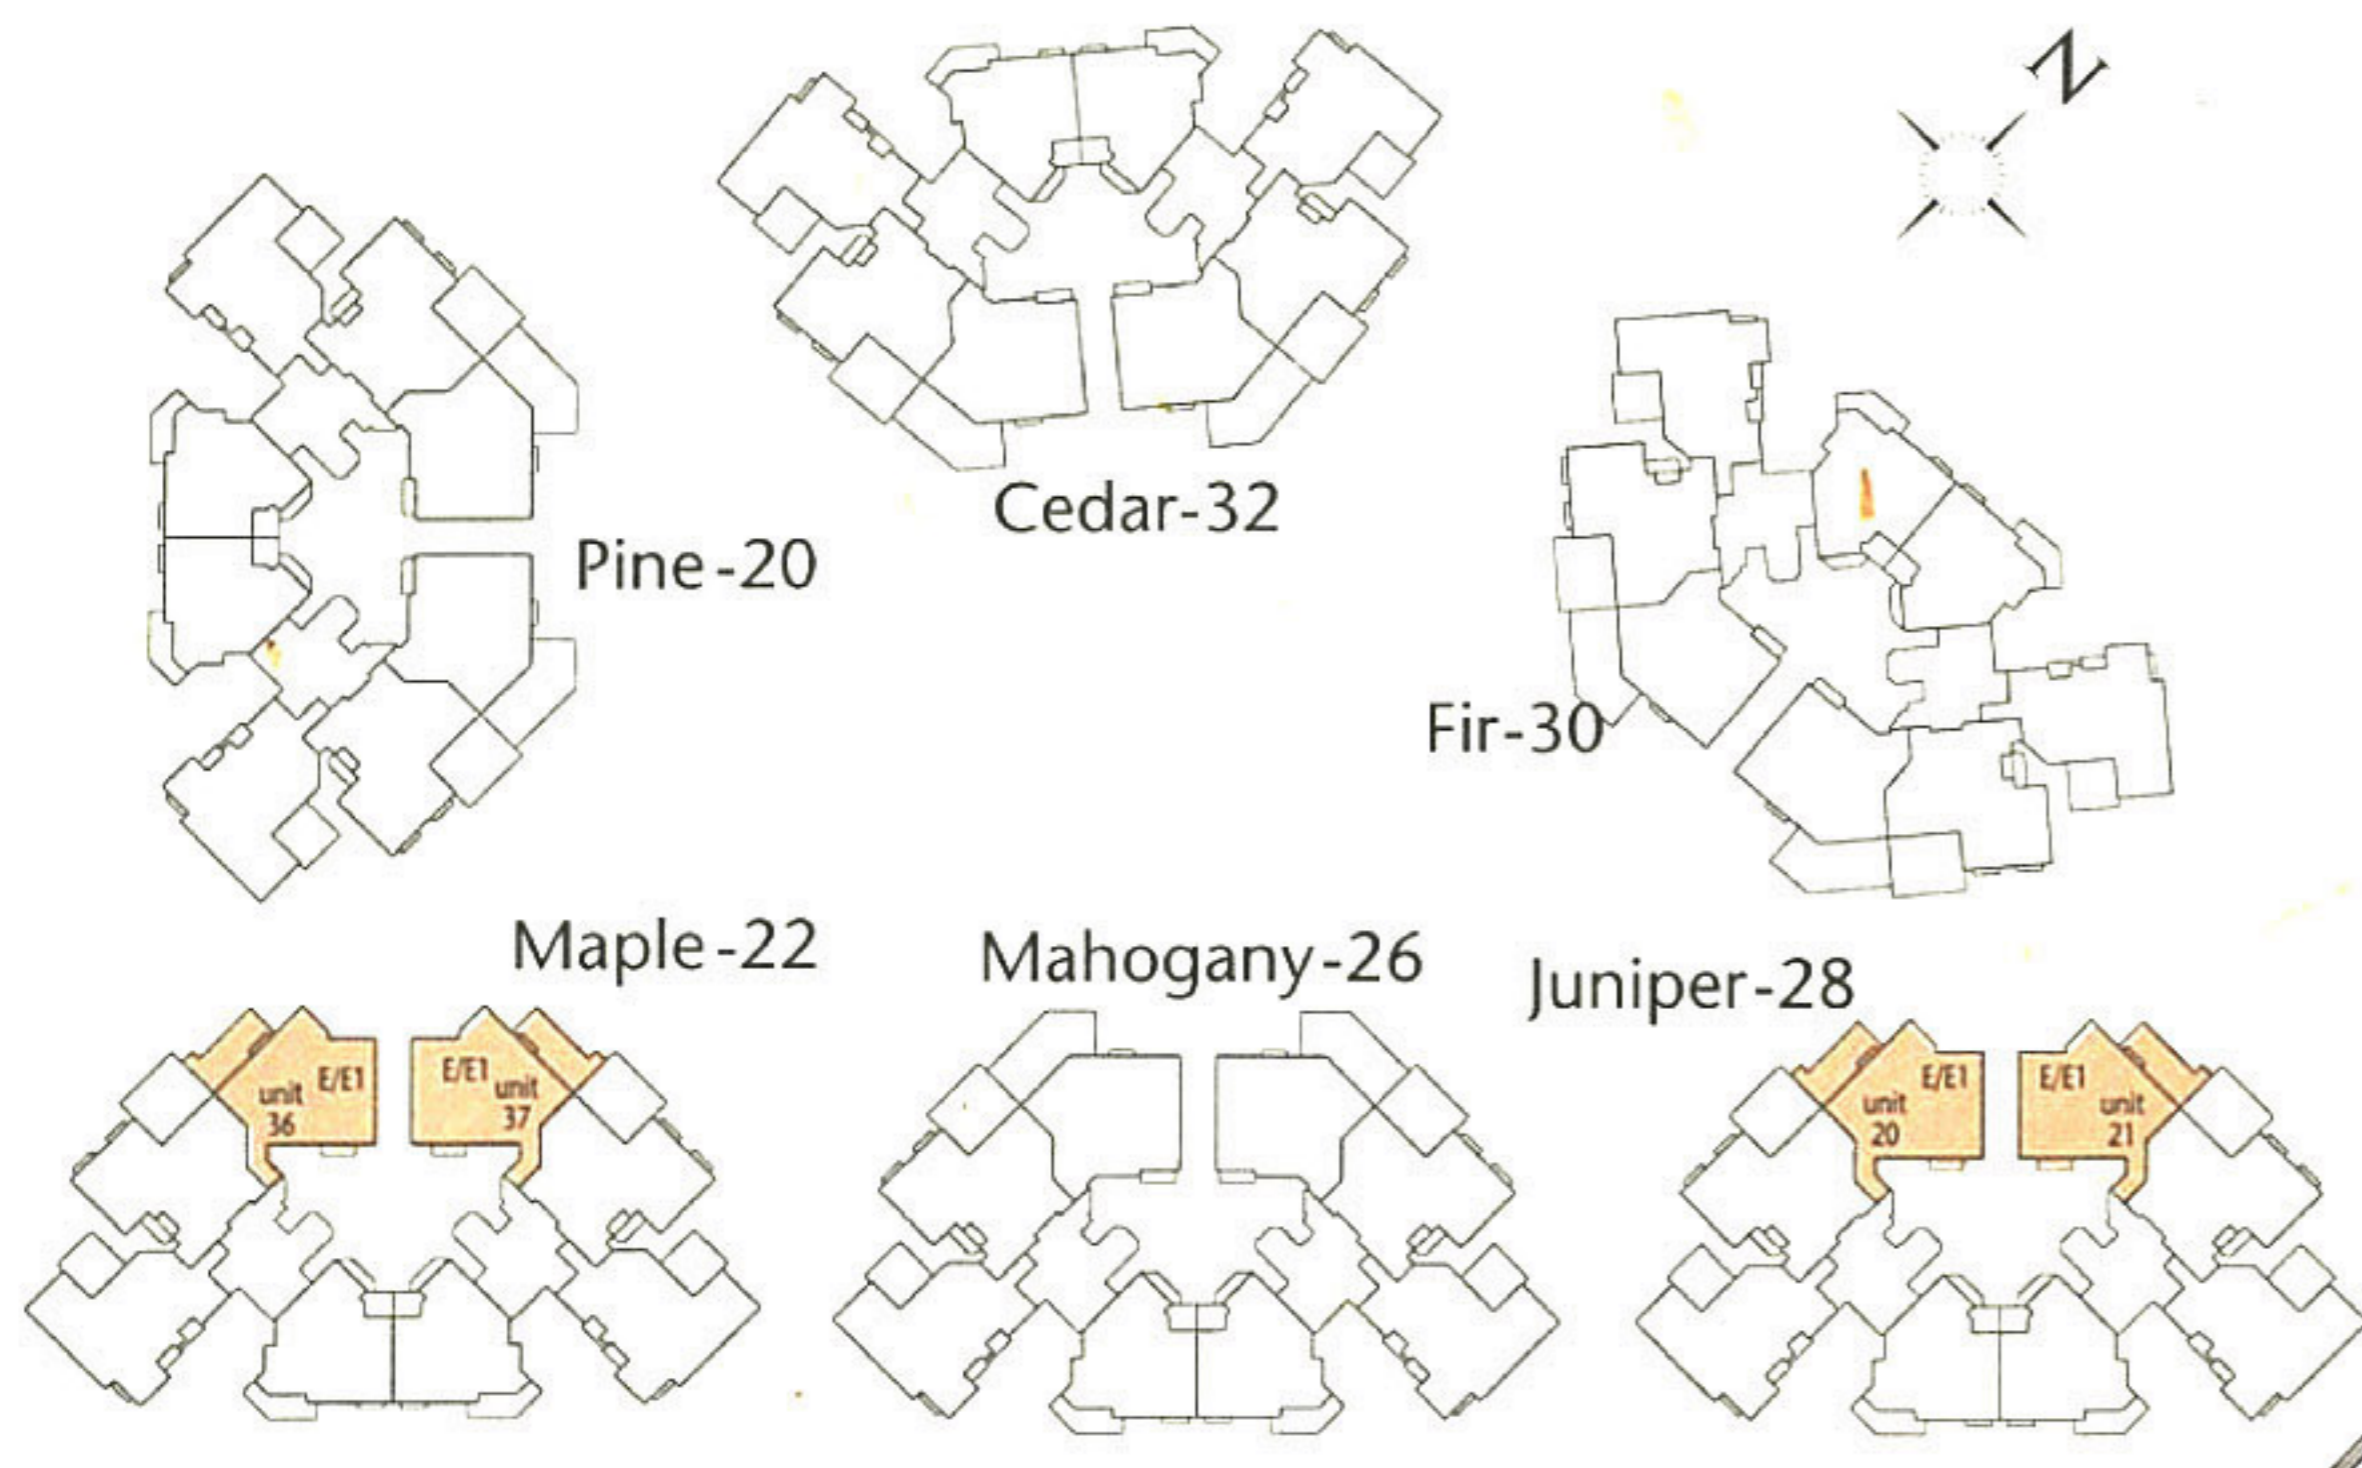 N
Cedar-32
Pine-20
Fir-30
Maple-22
Mahogany-26
Juniper-28
E/E1
unit
36
E/E1
unit
37
E/E1
unit
20
E/E1
unit
21